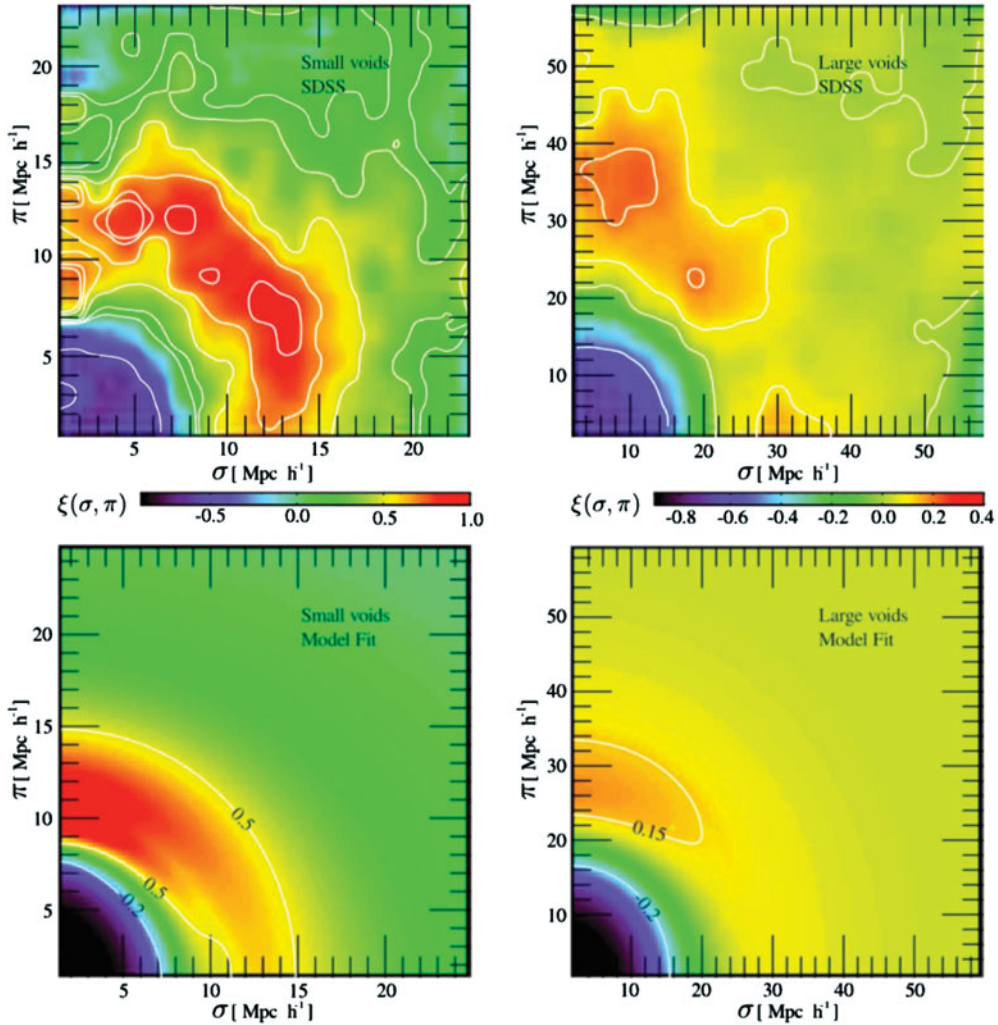 Small voids
SDSS
20
15
10
5
π [ Mpc h⁻¹]
5
10
15
20
σ [ Mpc h⁻¹]
Large voids
SDSS
50
40
30
20
10
π [ Mpc h⁻¹]
10
20
30
40
50
σ [ Mpc h⁻¹]
ξ(σ, π)
-0.5
0.0
0.5
1.0
ξ(σ, π)
-0.8
-0.6
-0.4
-0.2
0.0
0.2
0.4
Small voids
Model Fit
20
15
10
5
π [ Mpc h⁻¹]
0.5
0.5
-0.2
5
10
15
20
σ [ Mpc h⁻¹]
Large voids
Model Fit
50
40
30
20
10
π [ Mpc h⁻¹]
0.15
-0.2
10
20
30
40
50
σ [ Mpc h⁻¹]